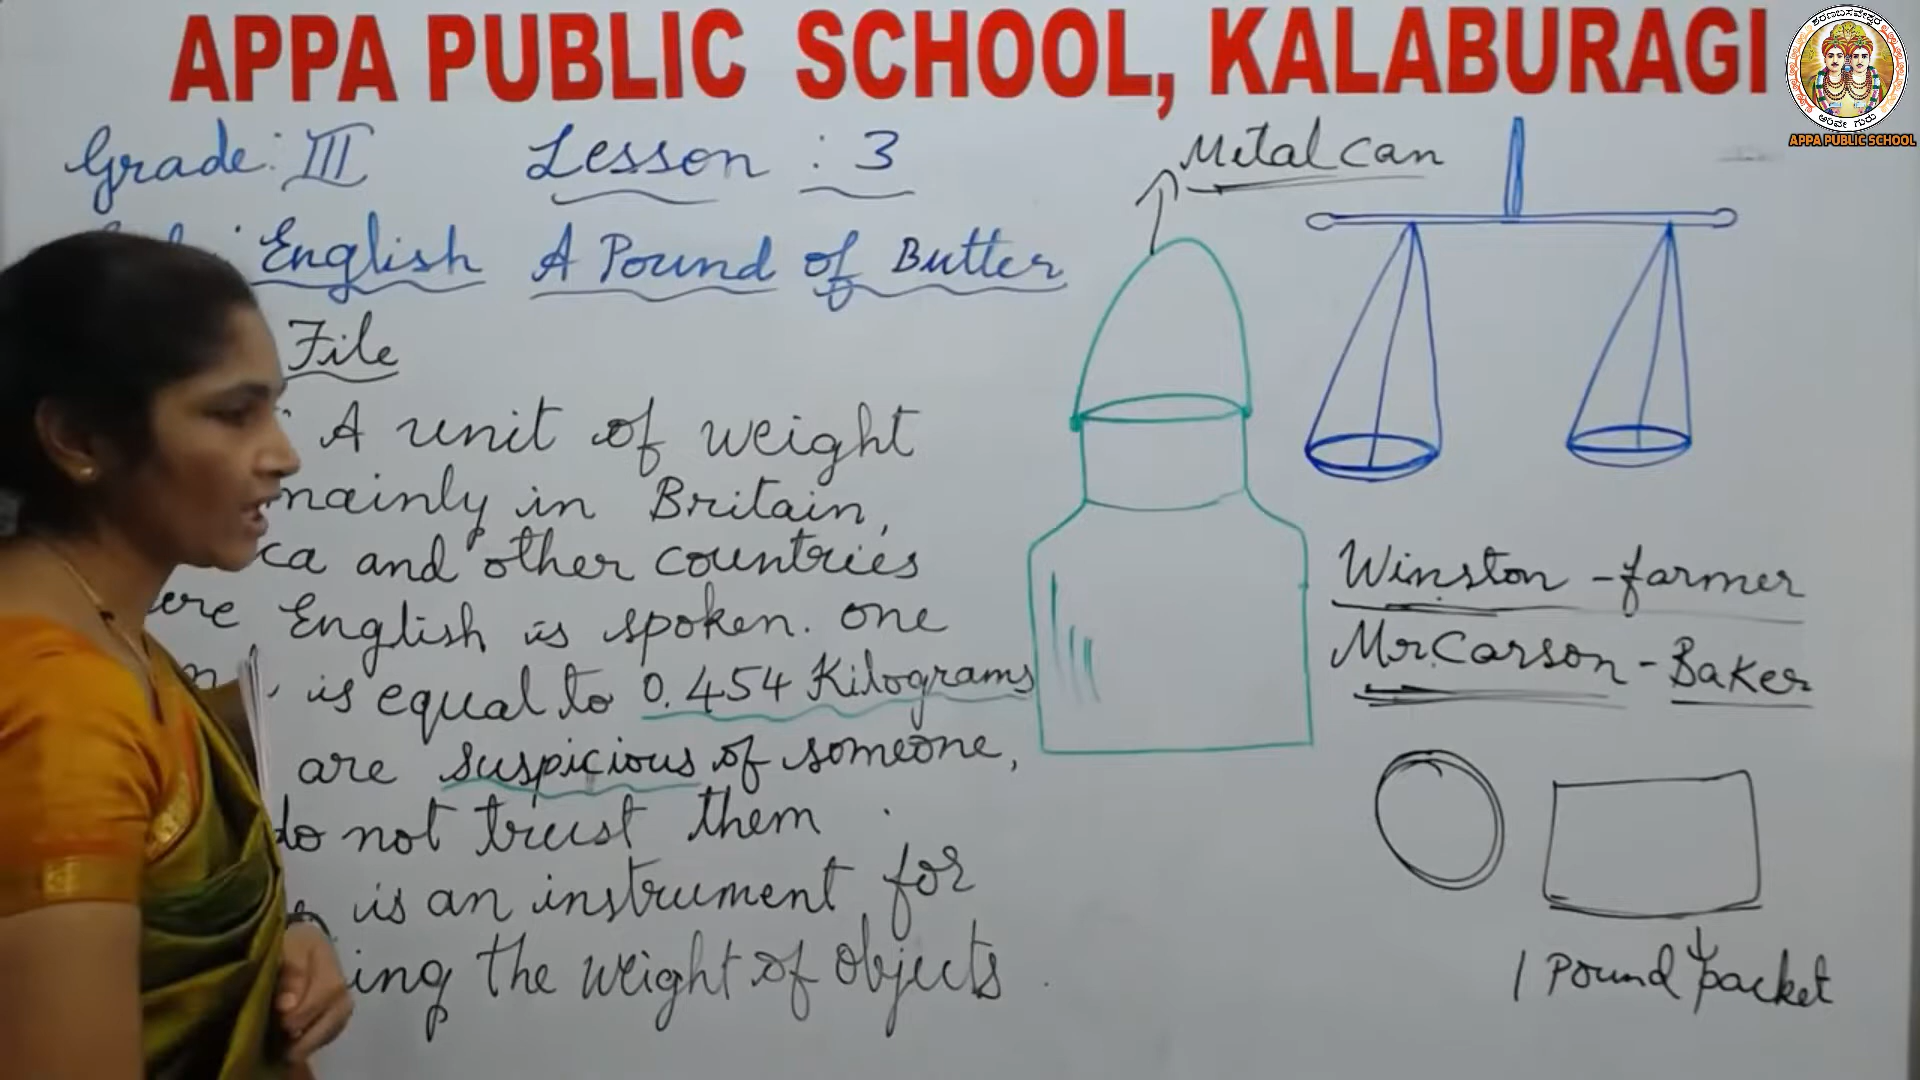 APPA PUBLIC SCHOOL, KALABURAGI
ಶರಣಬಸವೇಶ್ವರ
ಅರಿವೇ ಗುರು
APPA PUBLIC SCHOOL
Grade: III Lesson : 3
English A Pound of Butter
File
: A unit of weight
mainly in Britain,
ca and other countries
ere English is spoken. one
is equal to 0.454 Kilograms
are suspicious of someone,
do not trust them
is an instrument for
ing the weight of objects.
Metal can
Winston - farmer
Mr. Carson - Baker
1 Pound packet